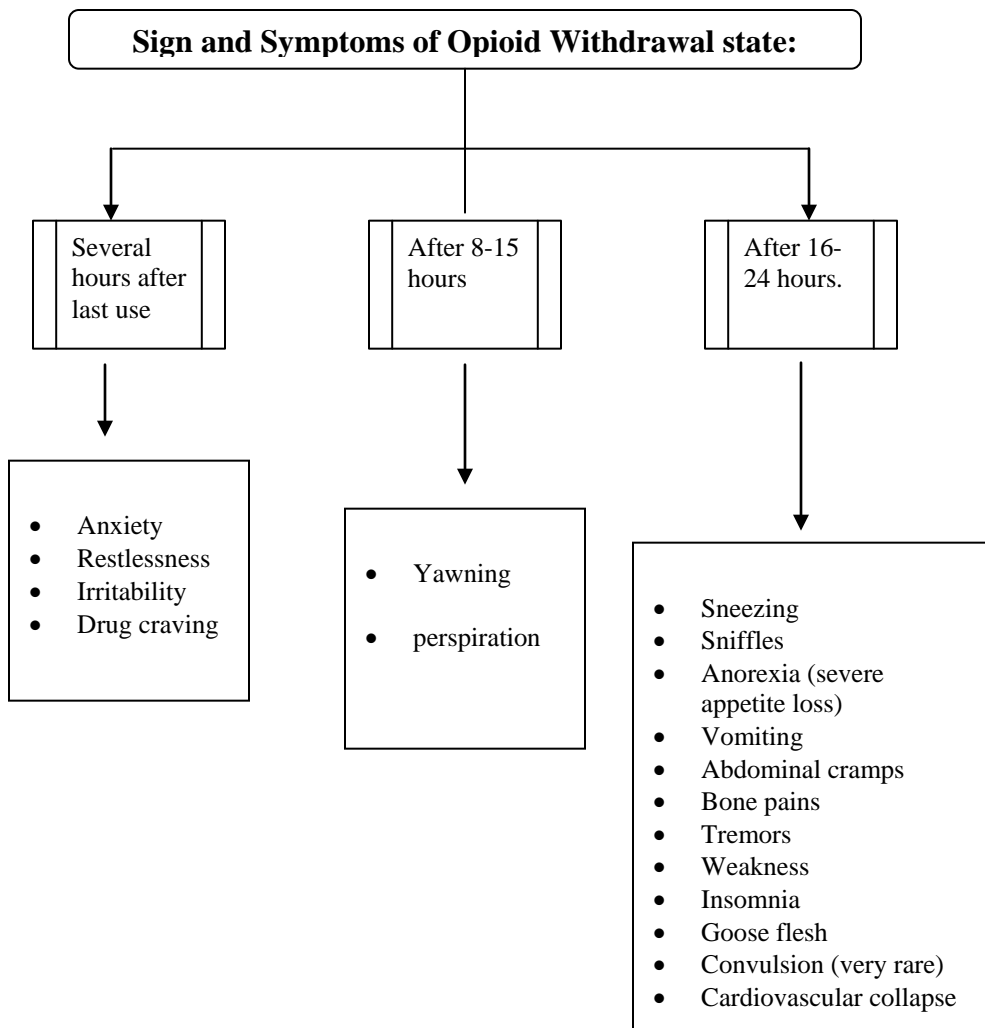 Sign and Symptoms of Opioid Withdrawal state:
Several
hours after
last use
After 8-15
hours
After 16-
24 hours.
• Anxiety
• Restlessness
• Irritability
• Drug craving
• Yawning
• perspiration
• Sneezing
• Sniffles
• Anorexia (severe
appetite loss)
• Vomiting
• Abdominal cramps
• Bone pains
• Tremors
• Weakness
• Insomnia
• Goose flesh
• Convulsion (very rare)
• Cardiovascular collapse